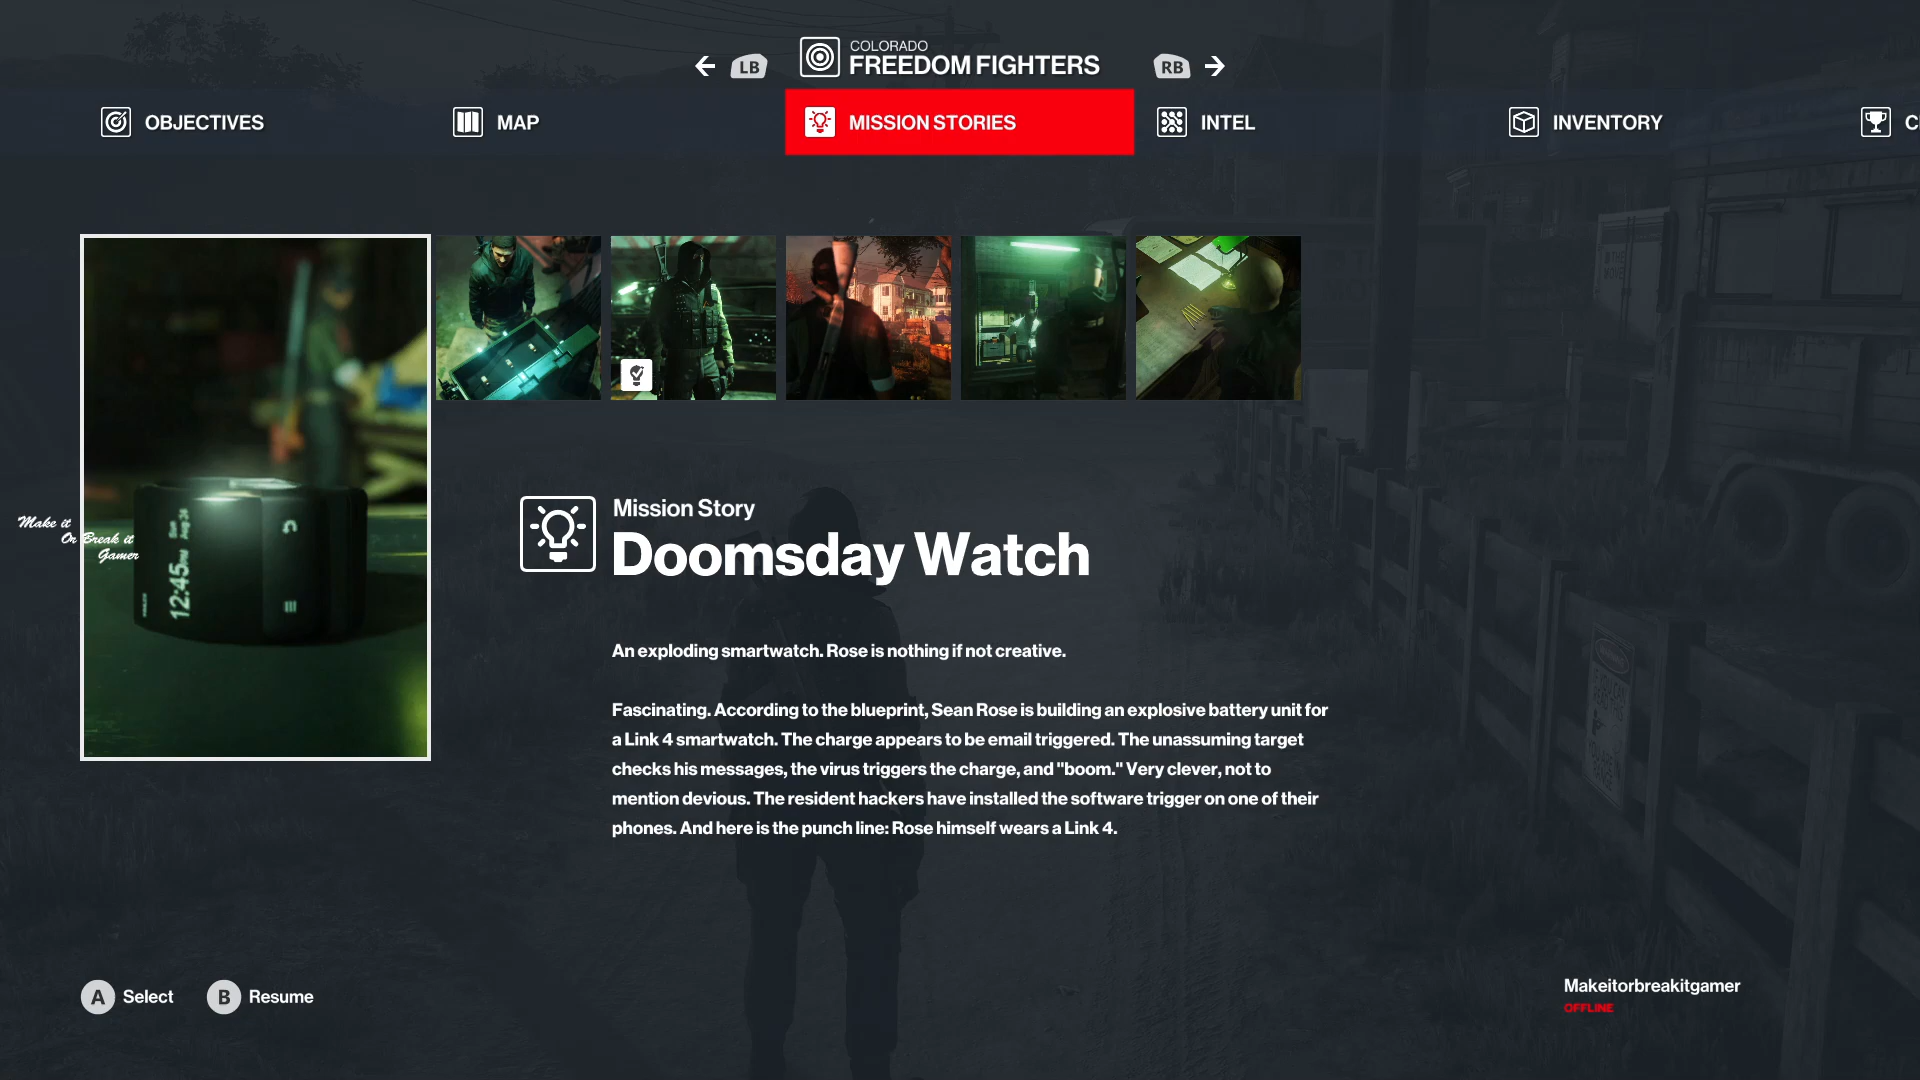 LB
COLORADO
FREEDOM FIGHTERS
RB
OBJECTIVES
MAP
MISSION STORIES
INTEL
INVENTORY
Make it
Or Break it
Gamer
Sun
Aug 24
12:45PM
Mission Story
Doomsday Watch
An exploding smartwatch. Rose is nothing if not creative.
Fascinating. According to the blueprint, Sean Rose is building an explosive battery unit for
a Link 4 smartwatch. The charge appears to be email triggered. The unassuming target
checks his messages, the virus triggers the charge, and "boom." Very clever, not to
mention devious. The resident hackers have installed the software trigger on one of their
phones. And here is the punch line: Rose himself wears a Link 4.
A Select
B Resume
Makeitorbreakitgamer
OFFLINE